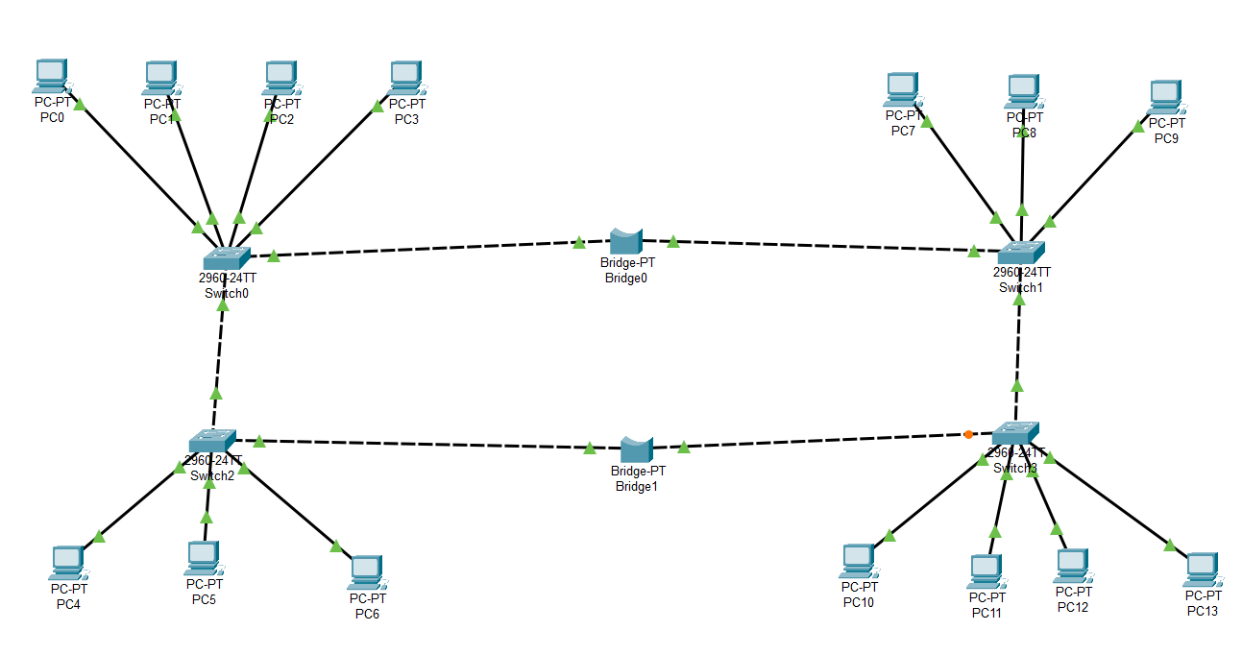 PC-PT
PC0
PC-PT
PC1
PC-PT
PC2
PC-PT
PC3
PC-PT
PC7
PC-PT
PC8
PC-PT
PC9
2960-24TT
Switch0
Bridge-PT
Bridge0
2960-24TT
Switch1
2960-24TT
Switch2
Bridge-PT
Bridge1
2960-24TT
Switch3
PC-PT
PC4
PC-PT
PC5
PC-PT
PC6
PC-PT
PC10
PC-PT
PC11
PC-PT
PC12
PC-PT
PC13